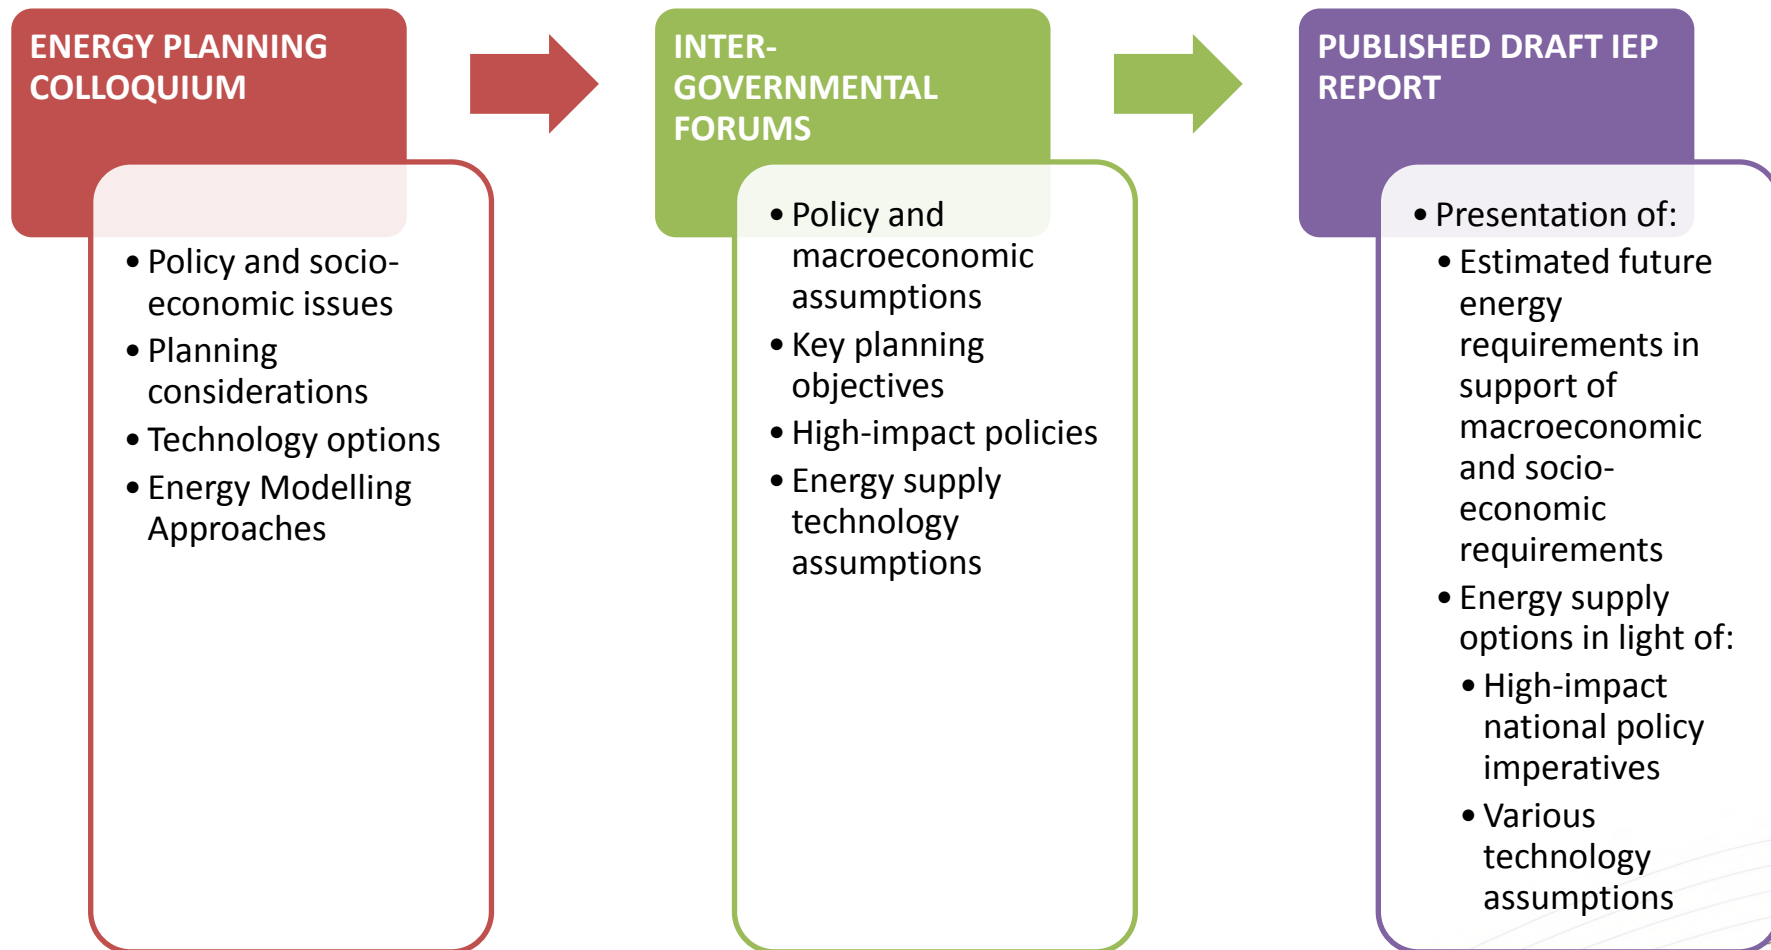 ENERGY PLANNING
COLLOQUIUM
• Policy and socio-
economic issues
• Planning
considerations
• Technology options
• Energy Modelling
Approaches
INTER-
GOVERNMENTAL
FORUMS
• Policy and
macroeconomic
assumptions
• Key planning
objectives
• High-impact policies
• Energy supply
technology
assumptions
PUBLISHED DRAFT IEP
REPORT
• Presentation of:
• Estimated future
energy
requirements in
support of
macroeconomic
and socio-
economic
requirements
• Energy supply
options in light of:
• High-impact
national policy
imperatives
• Various
technology
assumptions